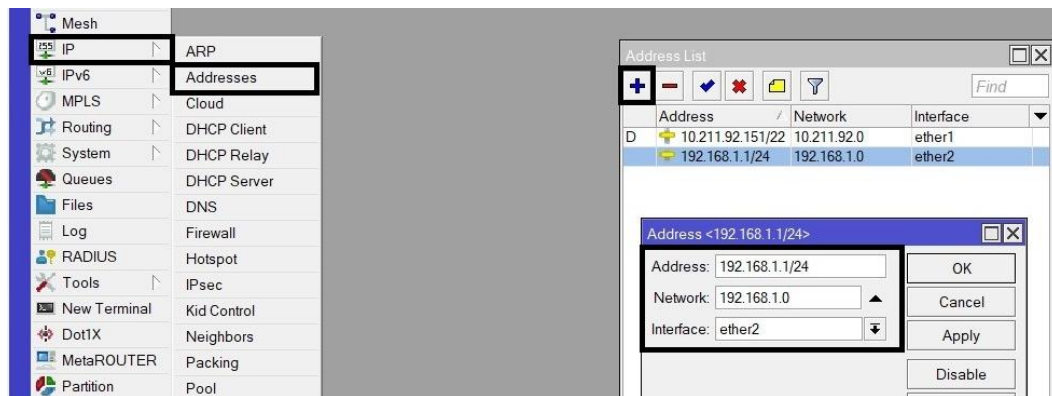 Mesh
IP
IPv6
MPLS
Routing
System
Queues
Files
Log
RADIUS
Tools
New Terminal
Dot1X
MetaROUTER
Partition
ARP
Addresses
Cloud
DHCP Client
DHCP Relay
DHCP Server
DNS
Firewall
Hotspot
IPsec
Kid Control
Neighbors
Packing
Pool
Address List
Find
Address Network Interface
D 10.211.92.151/22 10.211.92.0 ether1
192.168.1.1/24 192.168.1.0 ether2
Address <192.168.1.1/24>
Address: 192.168.1.1/24
Network: 192.168.1.0
Interface: ether2
OK
Cancel
Apply
Disable